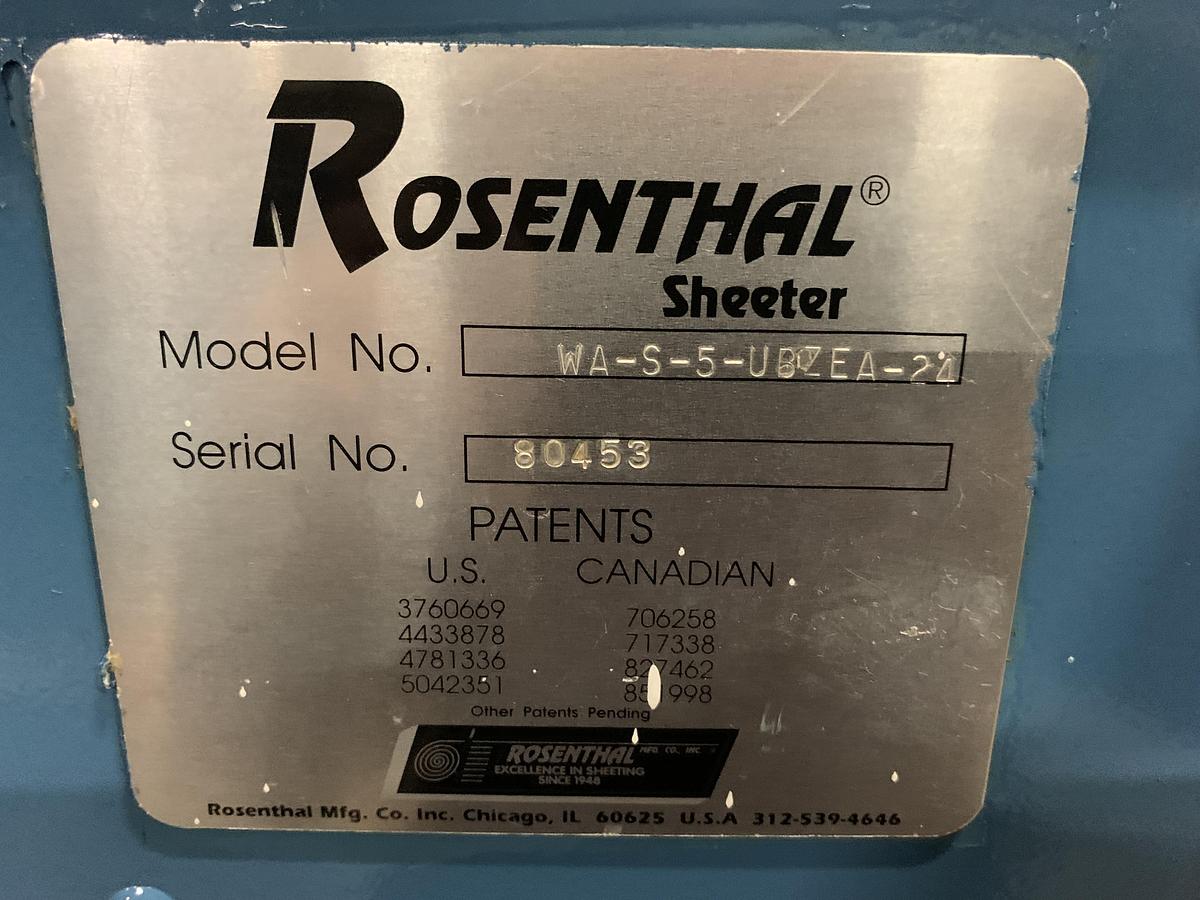 ROSENTHAL®
Sheeter
Model No.
Serial No. 80453
PATENTS
U.S. CANADIAN
3760669 706258
4433878 717338
4781336 827462
5042351
Other Patents Pending
ROSENTHAL MFG. CO., INC.
EXCELLENCE IN SHEETING
SINCE 1948
Rosenthal Mfg. Co. Inc. Chicago, IL 60625 U.S.A 312-539-4646